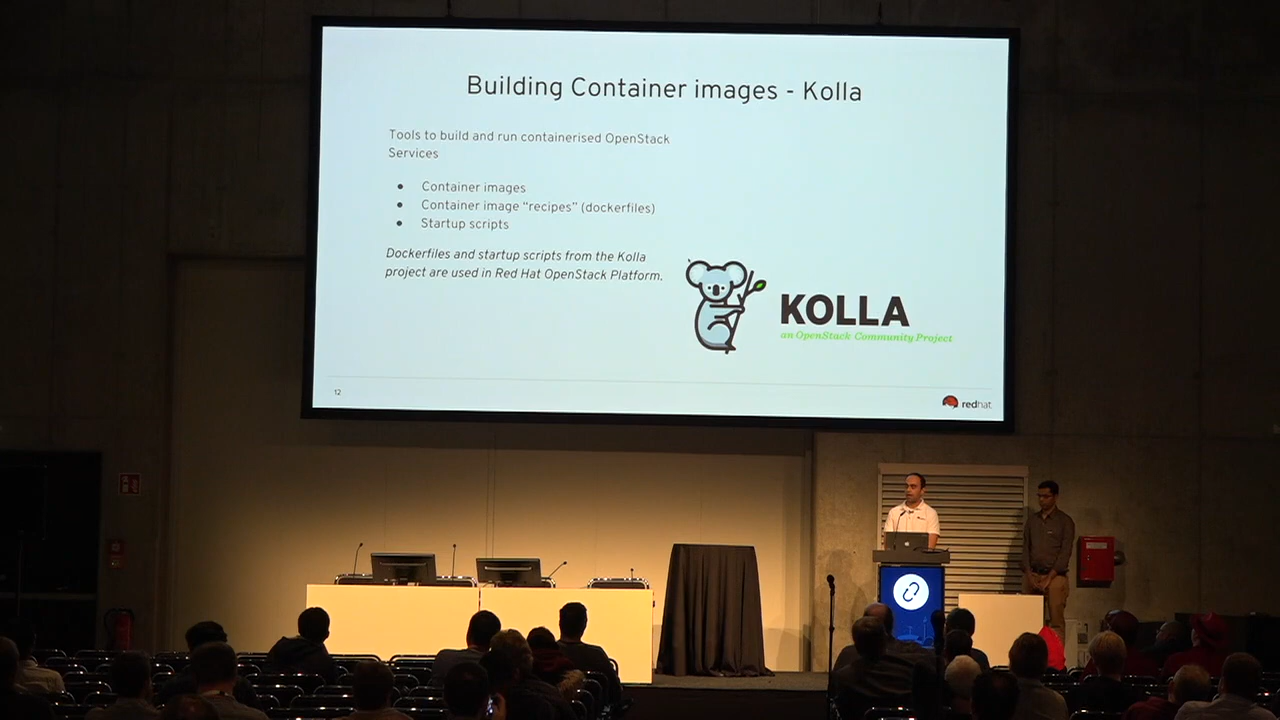 Building Container images - Kolla
Tools to build and run containerised OpenStack
Services
● Container images
● Container image “recipes” (dockerfiles)
● Startup scripts
Dockerfiles and startup scripts from the Kolla
project are used in Red Hat OpenStack Platform.
KOLLA
an OpenStack Community Project
12
redhat